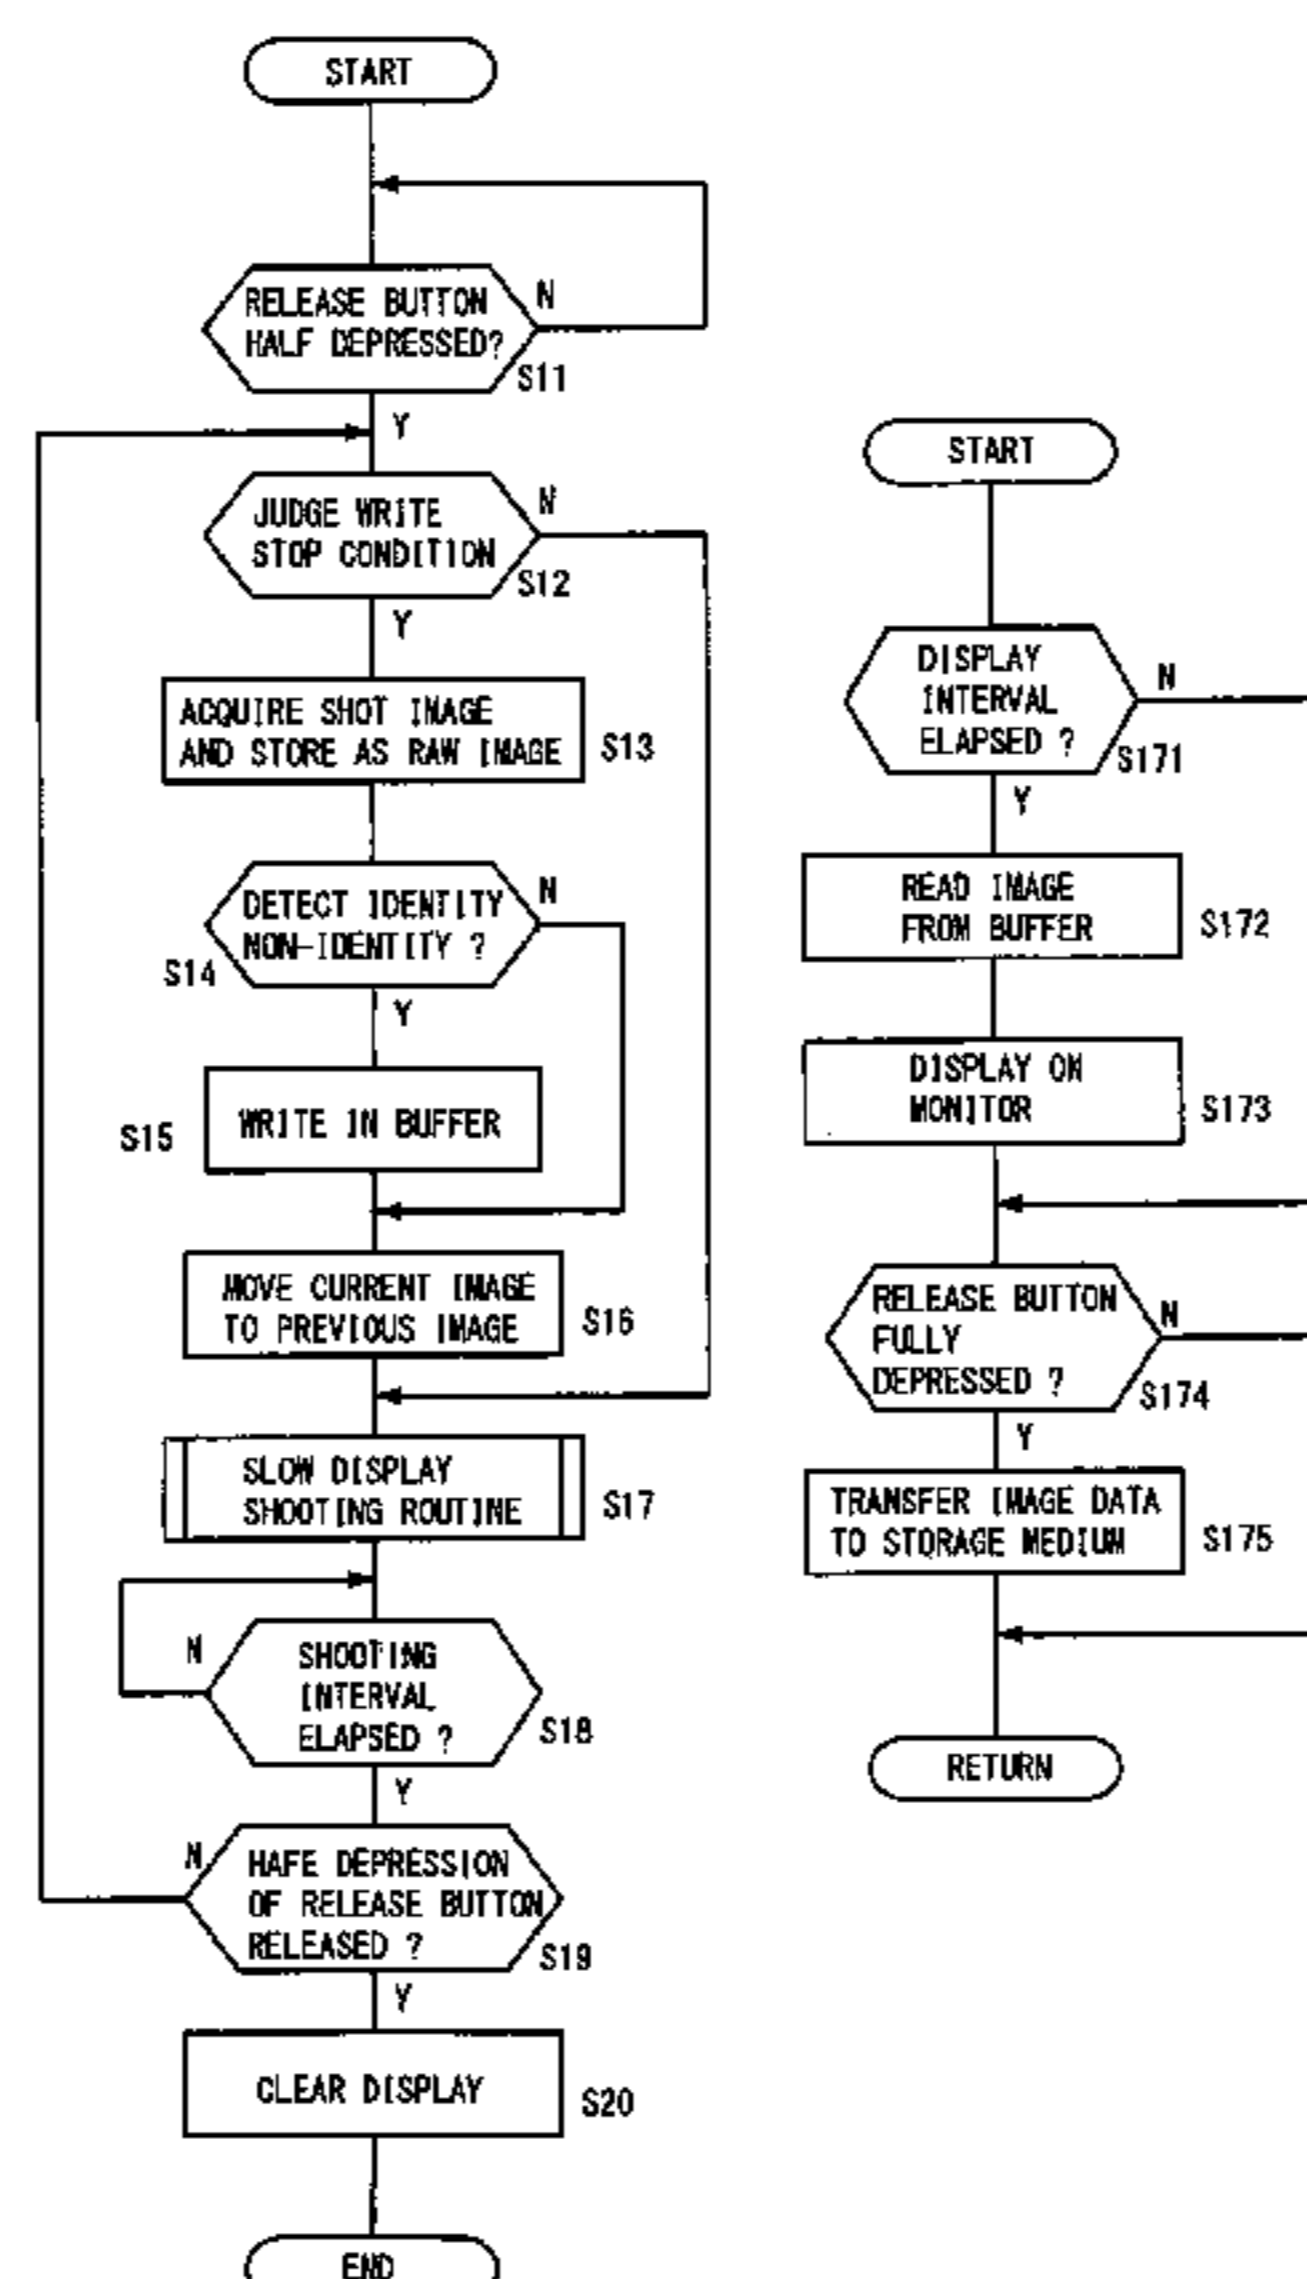 START
RELEASE BUTTON
N
HALF DEPRESSED?
S11
Y
JUDGE WRITE
N
STOP CONDITION
S12
Y
ACQUIRE SHOT IMAGE
AND STORE AS RAW IMAGE
S13
DETECT IDENTITY
N
NON-IDENTITY ?
S14
Y
WRITE IN BUFFER
S15
MOVE CURRENT IMAGE
TO PREVIOUS IMAGE
S16
SLOW DISPLAY
SHOOTING ROUTINE
S17
N
SHOOTING
INTERVAL
ELAPSED ?
S18
Y
N
HAFE DEPRESSION
OF RELEASE BUTTON
RELEASED ?
S19
Y
CLEAR DISPLAY
S20
END
START
DISPLAY
N
INTERVAL
ELAPSED ?
S171
Y
READ IMAGE
FROM BUFFER
S172
DISPLAY ON
MONITOR
S173
RELEASE BUTTON
N
FULLY
DEPRESSED ?
S174
Y
TRANSFER IMAGE DATA
TO STORAGE MEDIUM
S175
RETURN